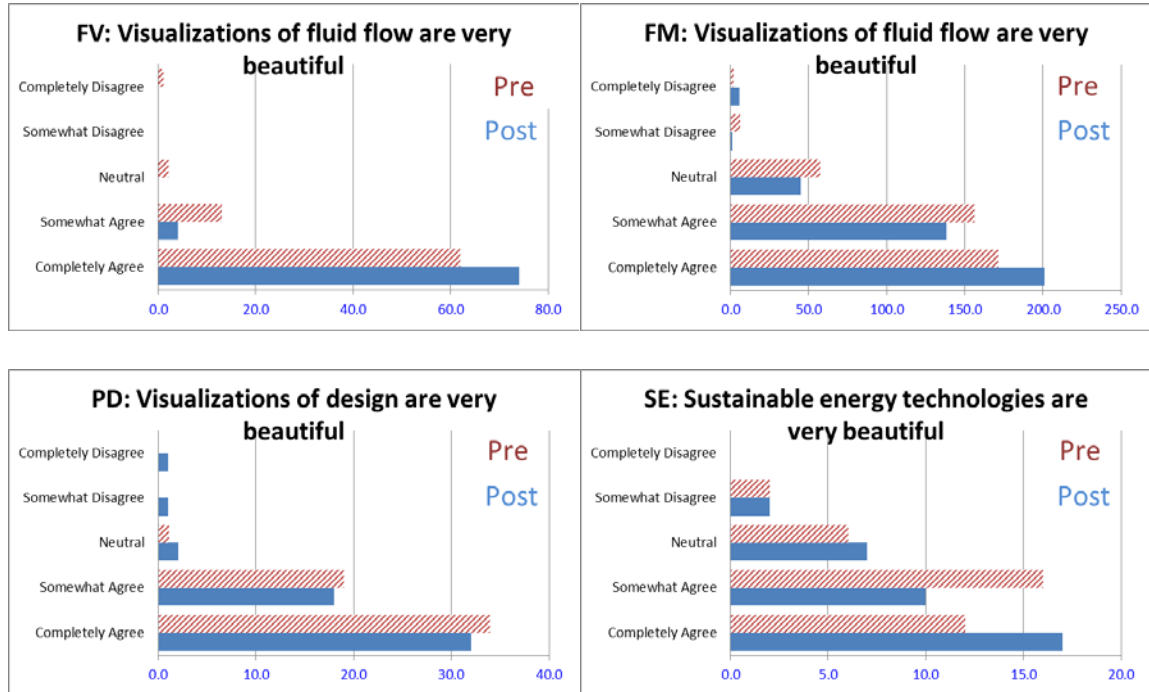 FV: Visualizations of fluid flow are very
beautiful
Pre
Post
Completely Disagree
Somewhat Disagree
Neutral
Somewhat Agree
Completely Agree
0.0 20.0 40.0 60.0 80.0
FM: Visualizations of fluid flow are very
beautiful
Pre
Post
Completely Disagree
Somewhat Disagree
Neutral
Somewhat Agree
Completely Agree
0.0 50.0 100.0 150.0 200.0 250.0
PD: Visualizations of design are very
beautiful
Pre
Post
Completely Disagree
Somewhat Disagree
Neutral
Somewhat Agree
Completely Agree
0.0 10.0 20.0 30.0 40.0
SE: Sustainable energy technologies are
very beautiful
Pre
Post
Completely Disagree
Somewhat Disagree
Neutral
Somewhat Agree
Completely Agree
0.0 5.0 10.0 15.0 20.0